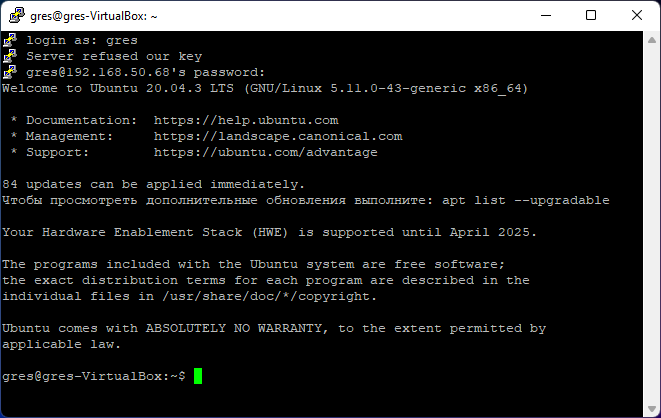 gres@gres-VirtualBox: ~
login as: gres
Server refused our key
gres@192.168.50.68's password:
Welcome to Ubuntu 20.04.3 LTS (GNU/Linux 5.11.0-43-generic x86_64)
* Documentation:  https://help.ubuntu.com
* Management:     https://landscape.canonical.com
* Support:        https://ubuntu.com/advantage
84 updates can be applied immediately.
Чтобы просмотреть дополнительные обновления выполните: apt list --upgradable
Your Hardware Enablement Stack (HWE) is supported until April 2025.
The programs included with the Ubuntu system are free software;
the exact distribution terms for each program are described in the
individual files in /usr/share/doc/*/copyright.
Ubuntu comes with ABSOLUTELY NO WARRANTY, to the extent permitted by
applicable law.
gres@gres-VirtualBox:~$